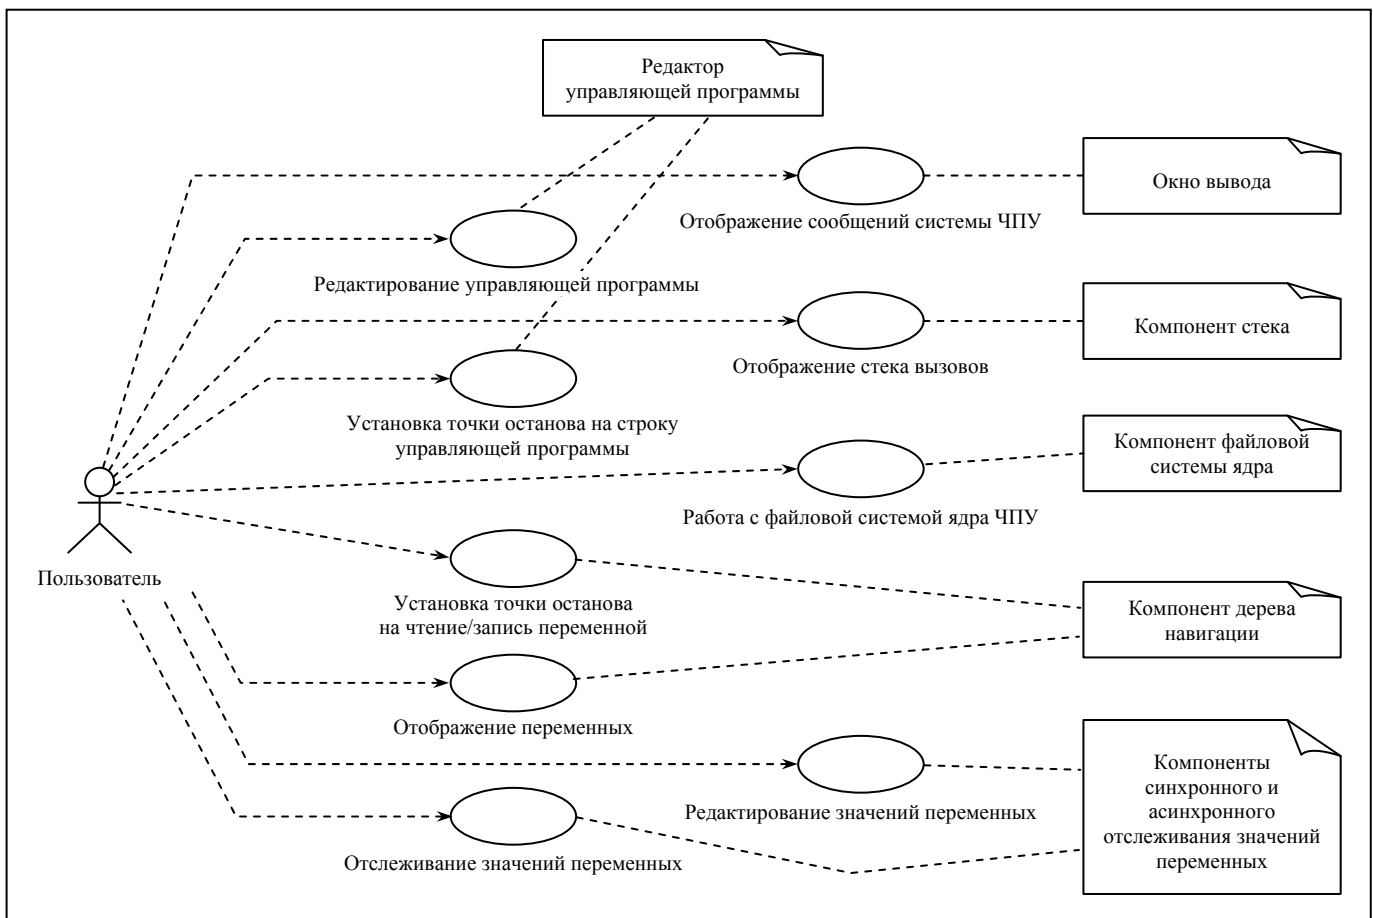 Редактор
управляющей программы
Окно вывода
Отображение сообщений системы ЧПУ
Редактирование управляющей программы
Компонент стека
Отображение стека вызовов
Установка точки останова на строку
управляющей программы
Компонент файловой
системы ядра
Работа с файловой системой ядра ЧПУ
Пользователь
Установка точки останова
на чтение/запись переменной
Компонент дерева
навигации
Отображение переменных
Компоненты
синхронного и
асинхронного
отслеживания значений
переменных
Редактирование значений переменных
Отслеживание значений переменных